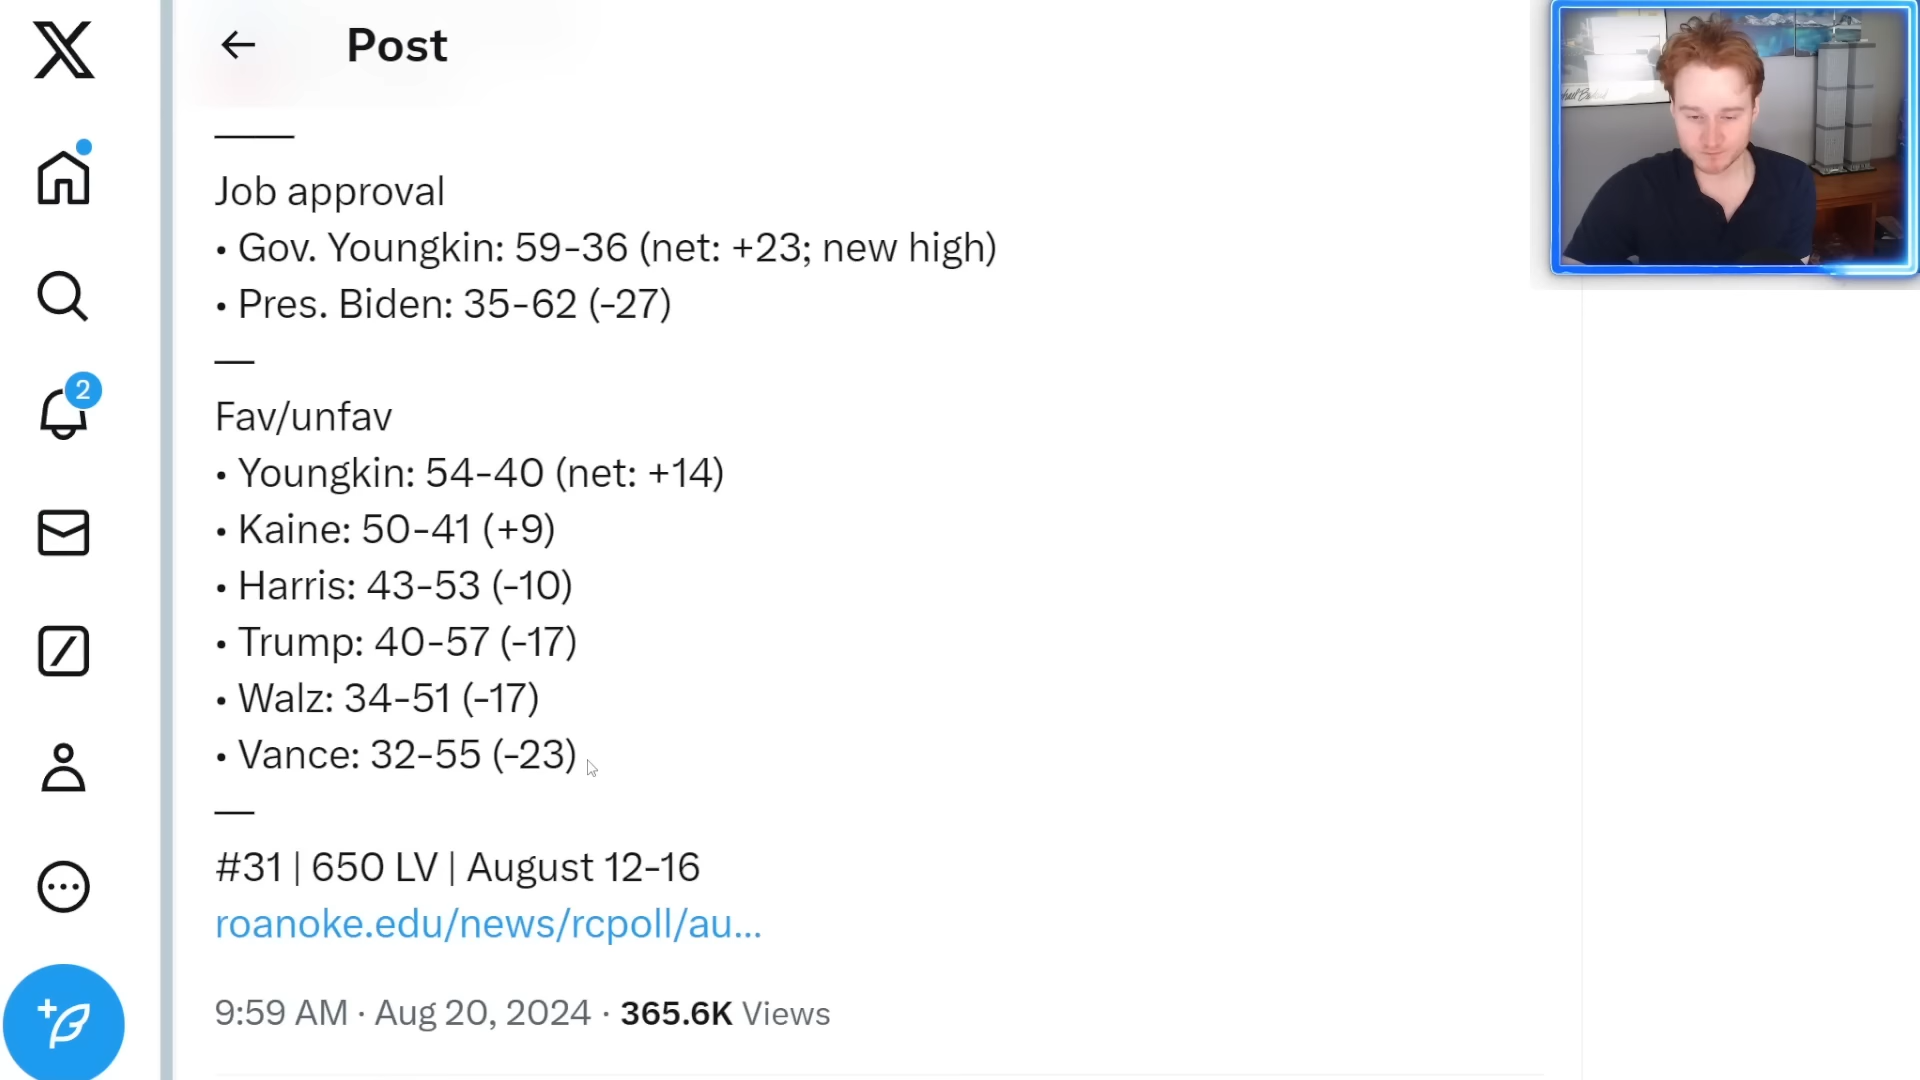 Post
Job approval
• Gov. Youngkin: 59-36 (net: +23; new high)
• Pres. Biden: 35-62 (-27)
—
Fav/unfav
• Youngkin: 54-40 (net: +14)
• Kaine: 50-41 (+9)
• Harris: 43-53 (-10)
• Trump: 40-57 (-17)
• Walz: 34-51 (-17)
• Vance: 32-55 (-23)
—
#31 | 650 LV | August 12-16
roanoke.edu/news/rcpoll/au...
9:59 AM · Aug 20, 2024 · 365.6K Views
2